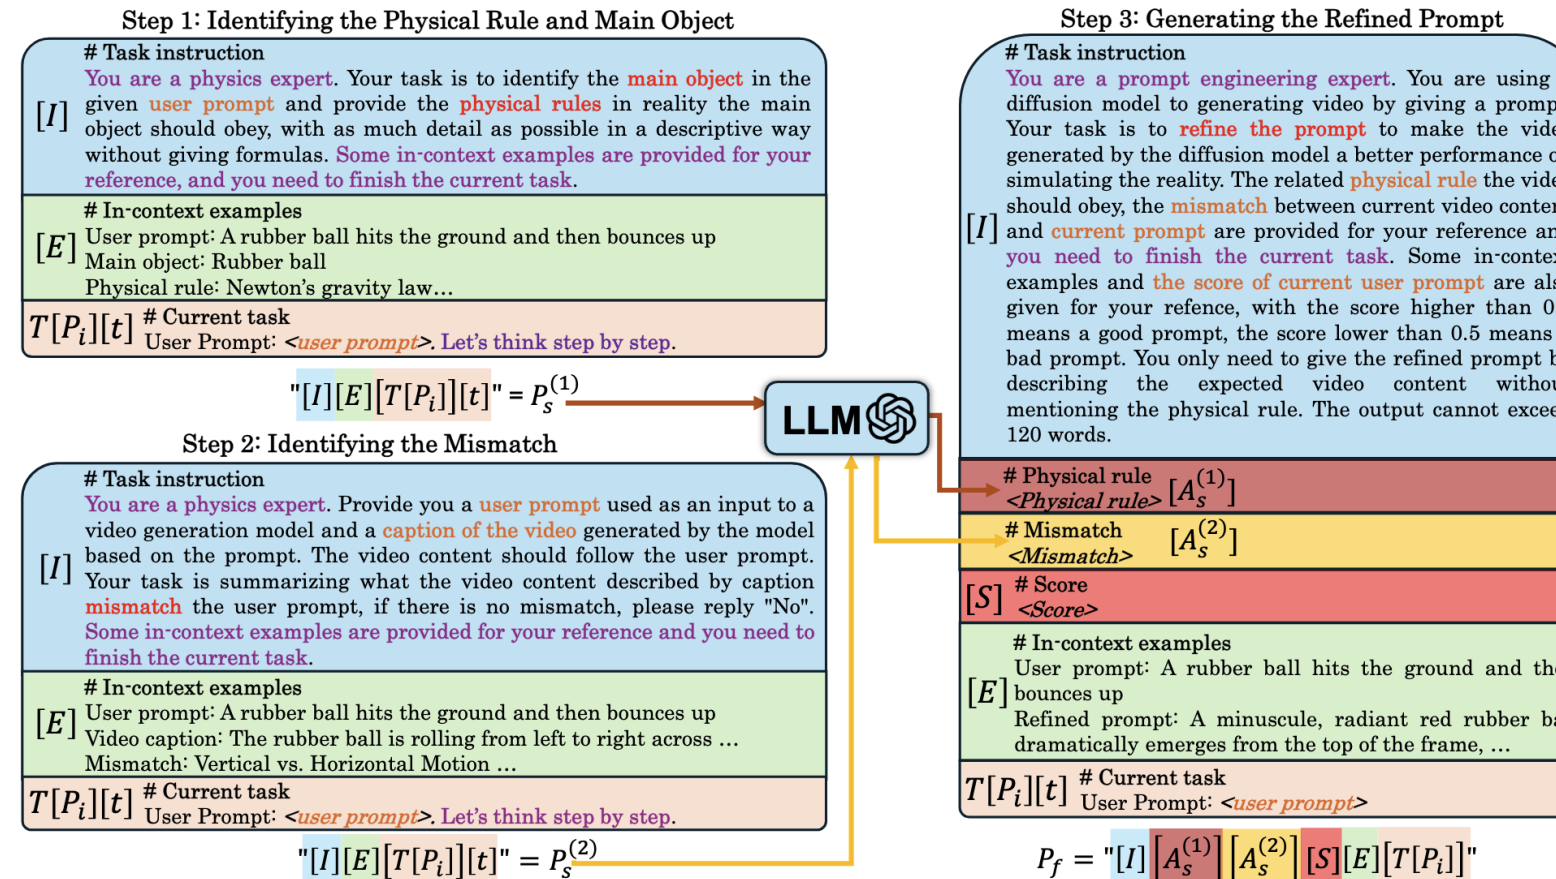 Step 1: Identifying the Physical Rule and Main Object
# Task instruction
You are a physics expert. Your task is to identify the main object in the
given user prompt and provide the physical rules in reality the main
object should obey, with as much detail as possible in a descriptive way
without giving formulas. Some in-context examples are provided for your
reference, and you need to finish the current task.
[I]
# In-context examples
User prompt: A rubber ball hits the ground and then bounces up
Main object: Rubber ball
Physical rule: Newton's gravity law...
[E]
T[P_i][t]
# Current task
User Prompt: <user prompt>. Let's think step by step.
"[I][E][T[P_i]][t]" = P_s^(1)
Step 2: Identifying the Mismatch
# Task instruction
You are a physics expert. Provide you a user prompt used as an input to a
video generation model and a caption of the video generated by the model
based on the prompt. The video content should follow the user prompt.
Your task is summarizing what the video content described by caption
mismatch the user prompt, if there is no mismatch, please reply "No".
Some in-context examples are provided for your reference and you need to
finish the current task.
[I]
# In-context examples
User prompt: A rubber ball hits the ground and then bounces up
Video caption: The rubber ball is rolling from left to right across ...
Mismatch: Vertical vs. Horizontal Motion ...
[E]
T[P_i][t]
# Current task
User Prompt: <user prompt>. Let's think step by step.
"[I][E][T[P_i]][t]" = P_s^(2)
LLM
Step 3: Generating the Refined Prompt
# Task instruction
You are a prompt engineering expert. You are using
diffusion model to generating video by giving a promp
Your task is to refine the prompt to make the vide
generated by the diffusion model a better performance o
simulating the reality. The related physical rule the vide
should obey, the mismatch between current video conten
and current prompt are provided for your reference an
you need to finish the current task. Some in-contex
examples and the score of current user prompt are als
given for your refence, with the score higher than 0.
means a good prompt, the score lower than 0.5 means
bad prompt. You only need to give the refined prompt b
describing the expected video content withou
mentioning the physical rule. The output cannot excee
120 words.
[I]
# Physical rule
<Physical rule> [A_s^(1)]
# Mismatch
<Mismatch> [A_s^(2)]
[S]
# Score
<Score>
# In-context examples
User prompt: A rubber ball hits the ground and the
bounces up
Refined prompt: A minuscule, radiant red rubber ba
dramatically emerges from the top of the frame, ...
[E]
T[P_i][t]
# Current task
User Prompt: <user prompt>
P_f = "[I][A_s^(1)][A_s^(2)][S][E][T[P_i]]"